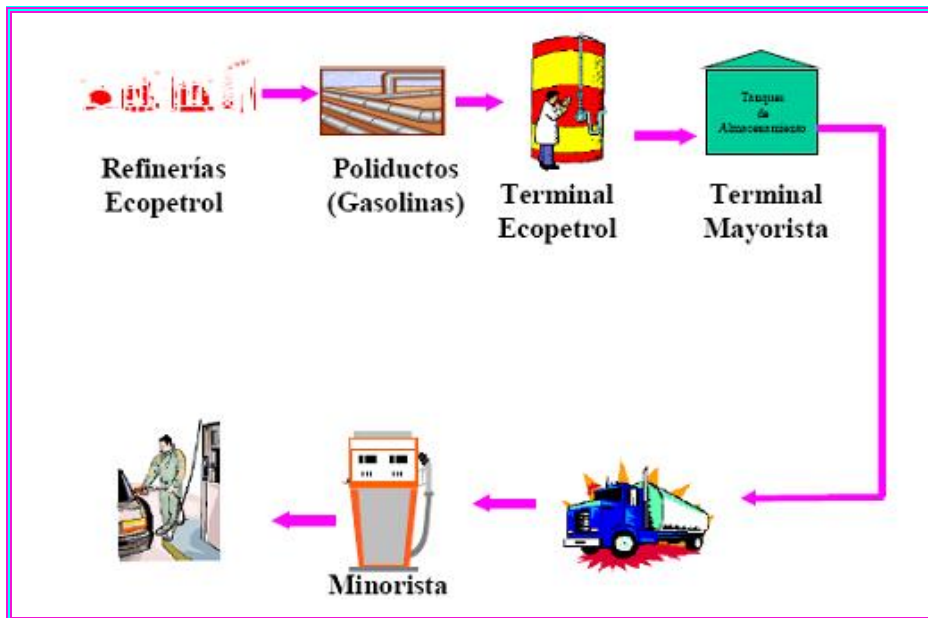 Tanques
de
Almacenamiento
Refinerías
Ecopetrol
Poliductos
(Gasolinas)
Terminal
Ecopetrol
Terminal
Mayorista
Minorista